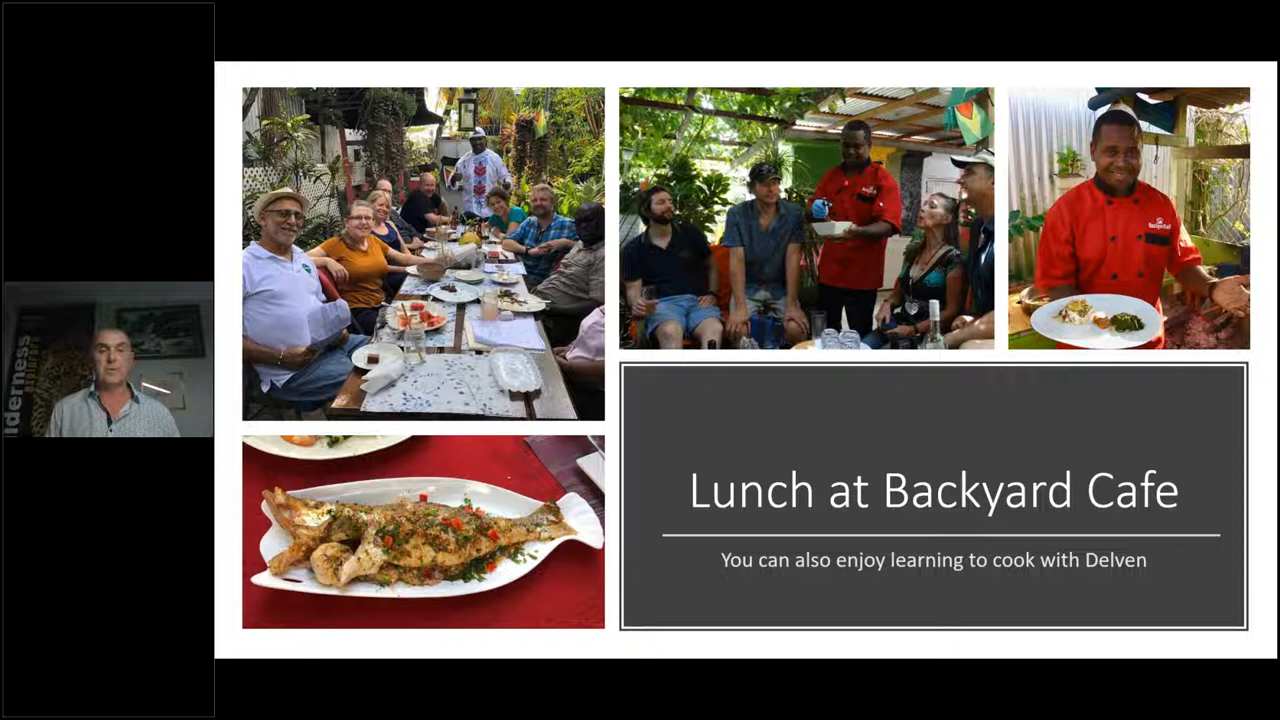 Lunch at Backyard Cafe
You can also enjoy learning to cook with Delven